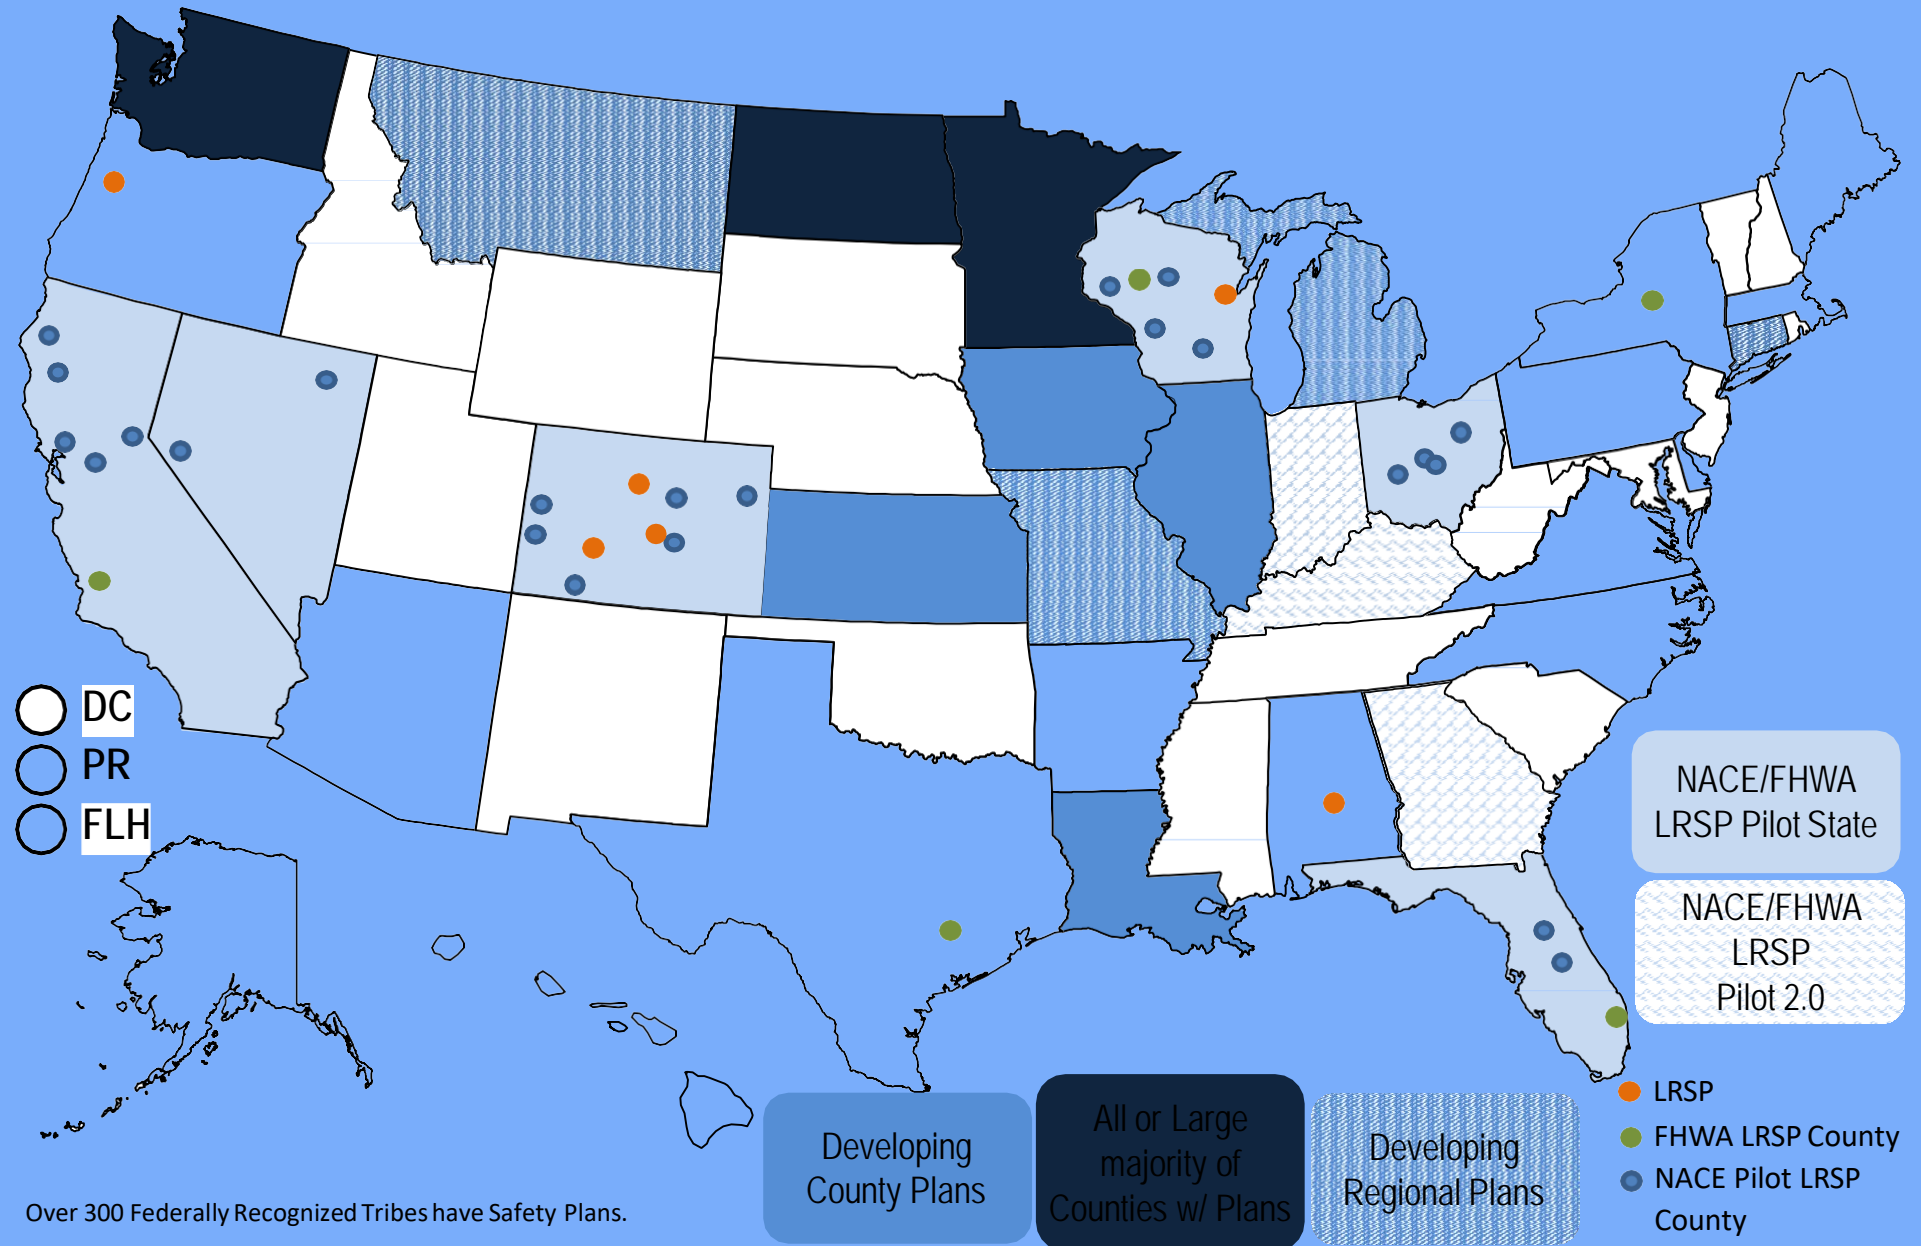 DC
PR
FLH
NACE/FHWA
LRSP Pilot State
NACE/FHWA
LRSP
Pilot 2.0
LRSP
FHWA LRSP County
NACE Pilot LRSP
County
Developing
County Plans
All or Large
majority of
Counties w/ Plans
Developing
Regional Plans
Over 300 Federally Recognized Tribes have Safety Plans.